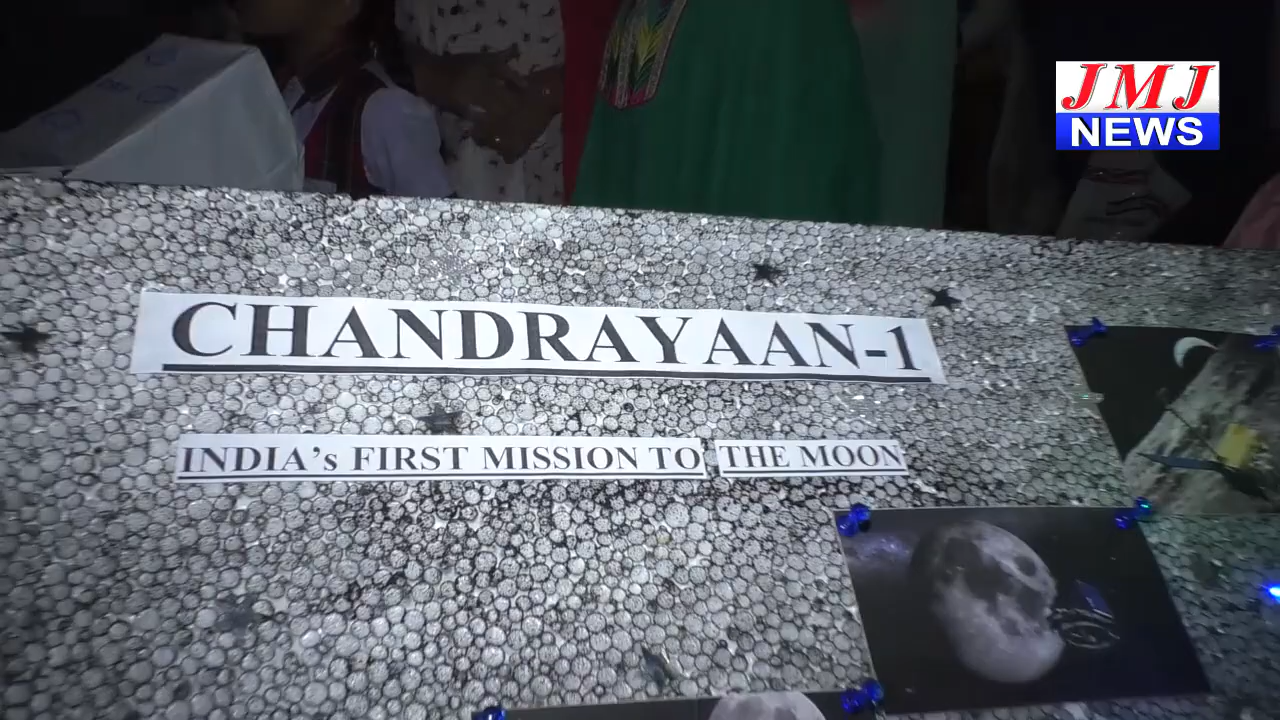 JMJ
NEWS
CHANDRAYAAN-1
INDIA's FIRST MISSION TO THE MOON